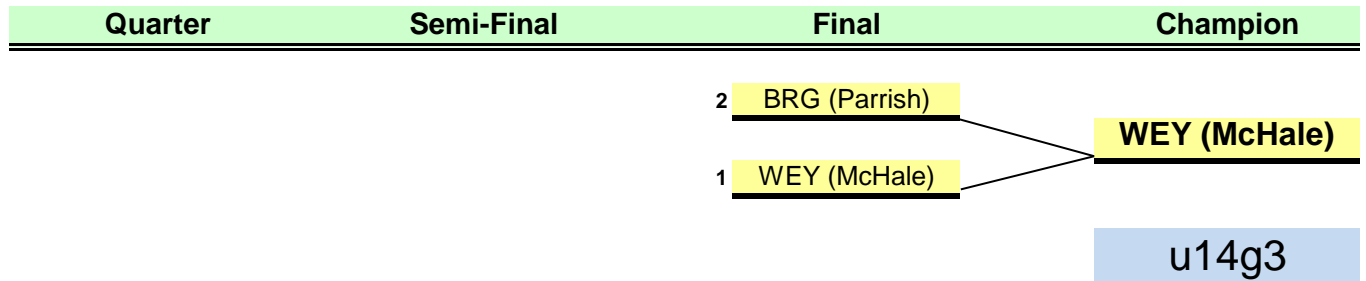 Quarter Semi-Final Final Champion
2 BRG (Parrish)
WEY (McHale)
1 WEY (McHale)
u14g3